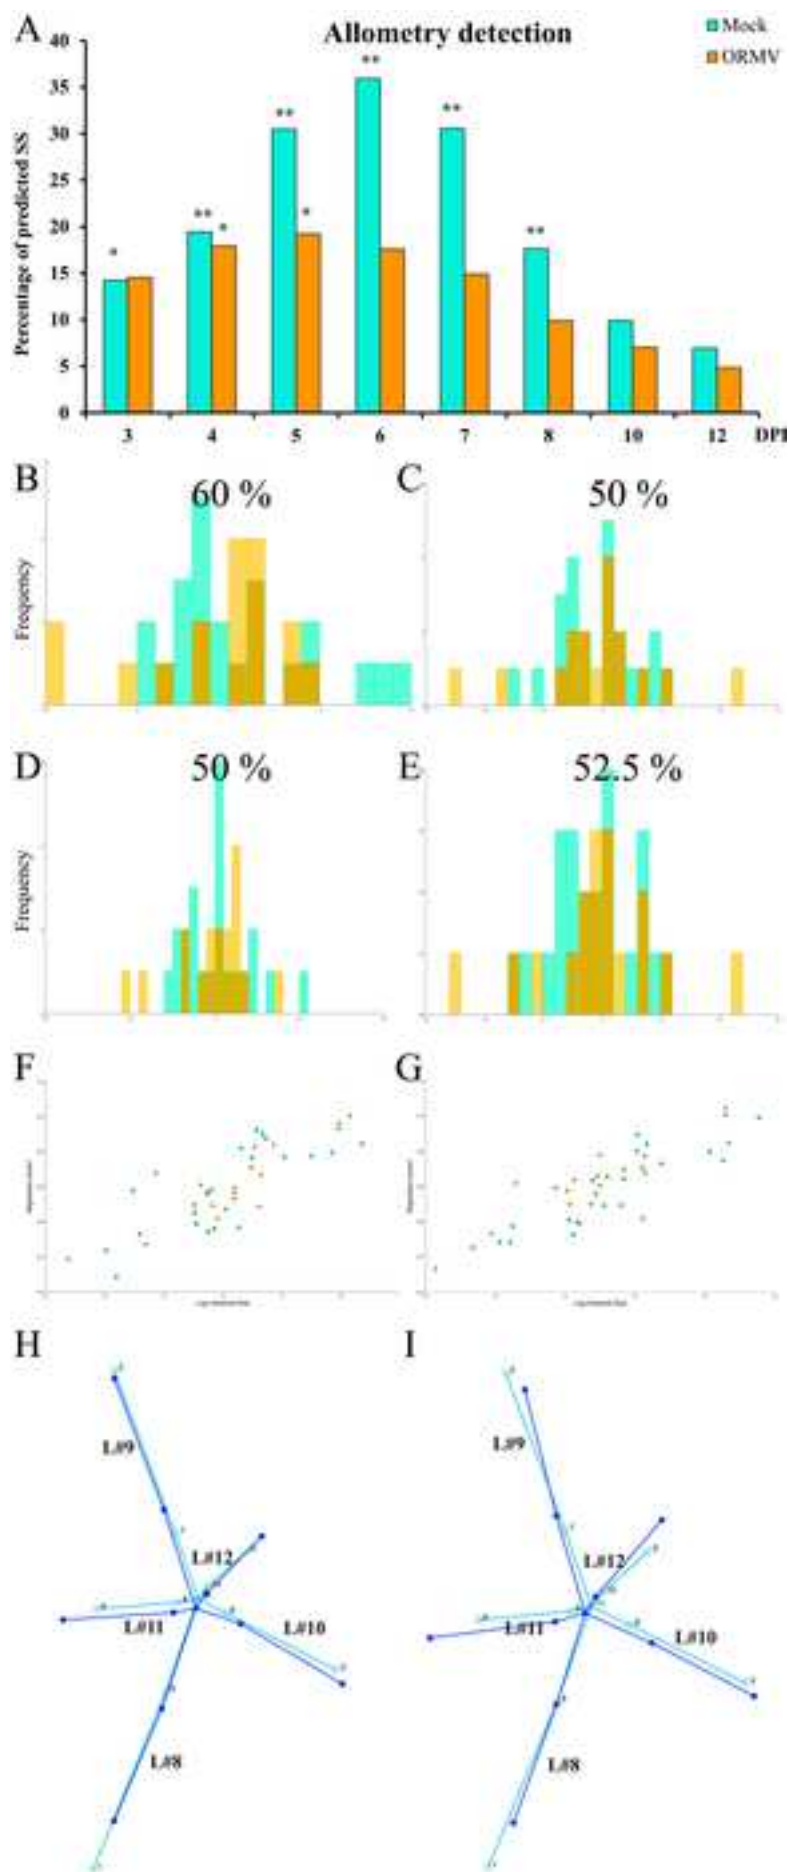 A
Allometry detection
Mock
ORMV
Percentage of predicted SS
40
35
30
25
20
15
10
5
0
*
**
*
**
*
**
**
**
3 4 5 6 7 8 10 12 DPI
B
60 %
C
50 %
Frequency
D
50 %
E
52.5 %
Frequency
F
G
H
I
L#9
L#12
L#11
L#10
L#8
L#9
L#12
L#11
L#10
L#8